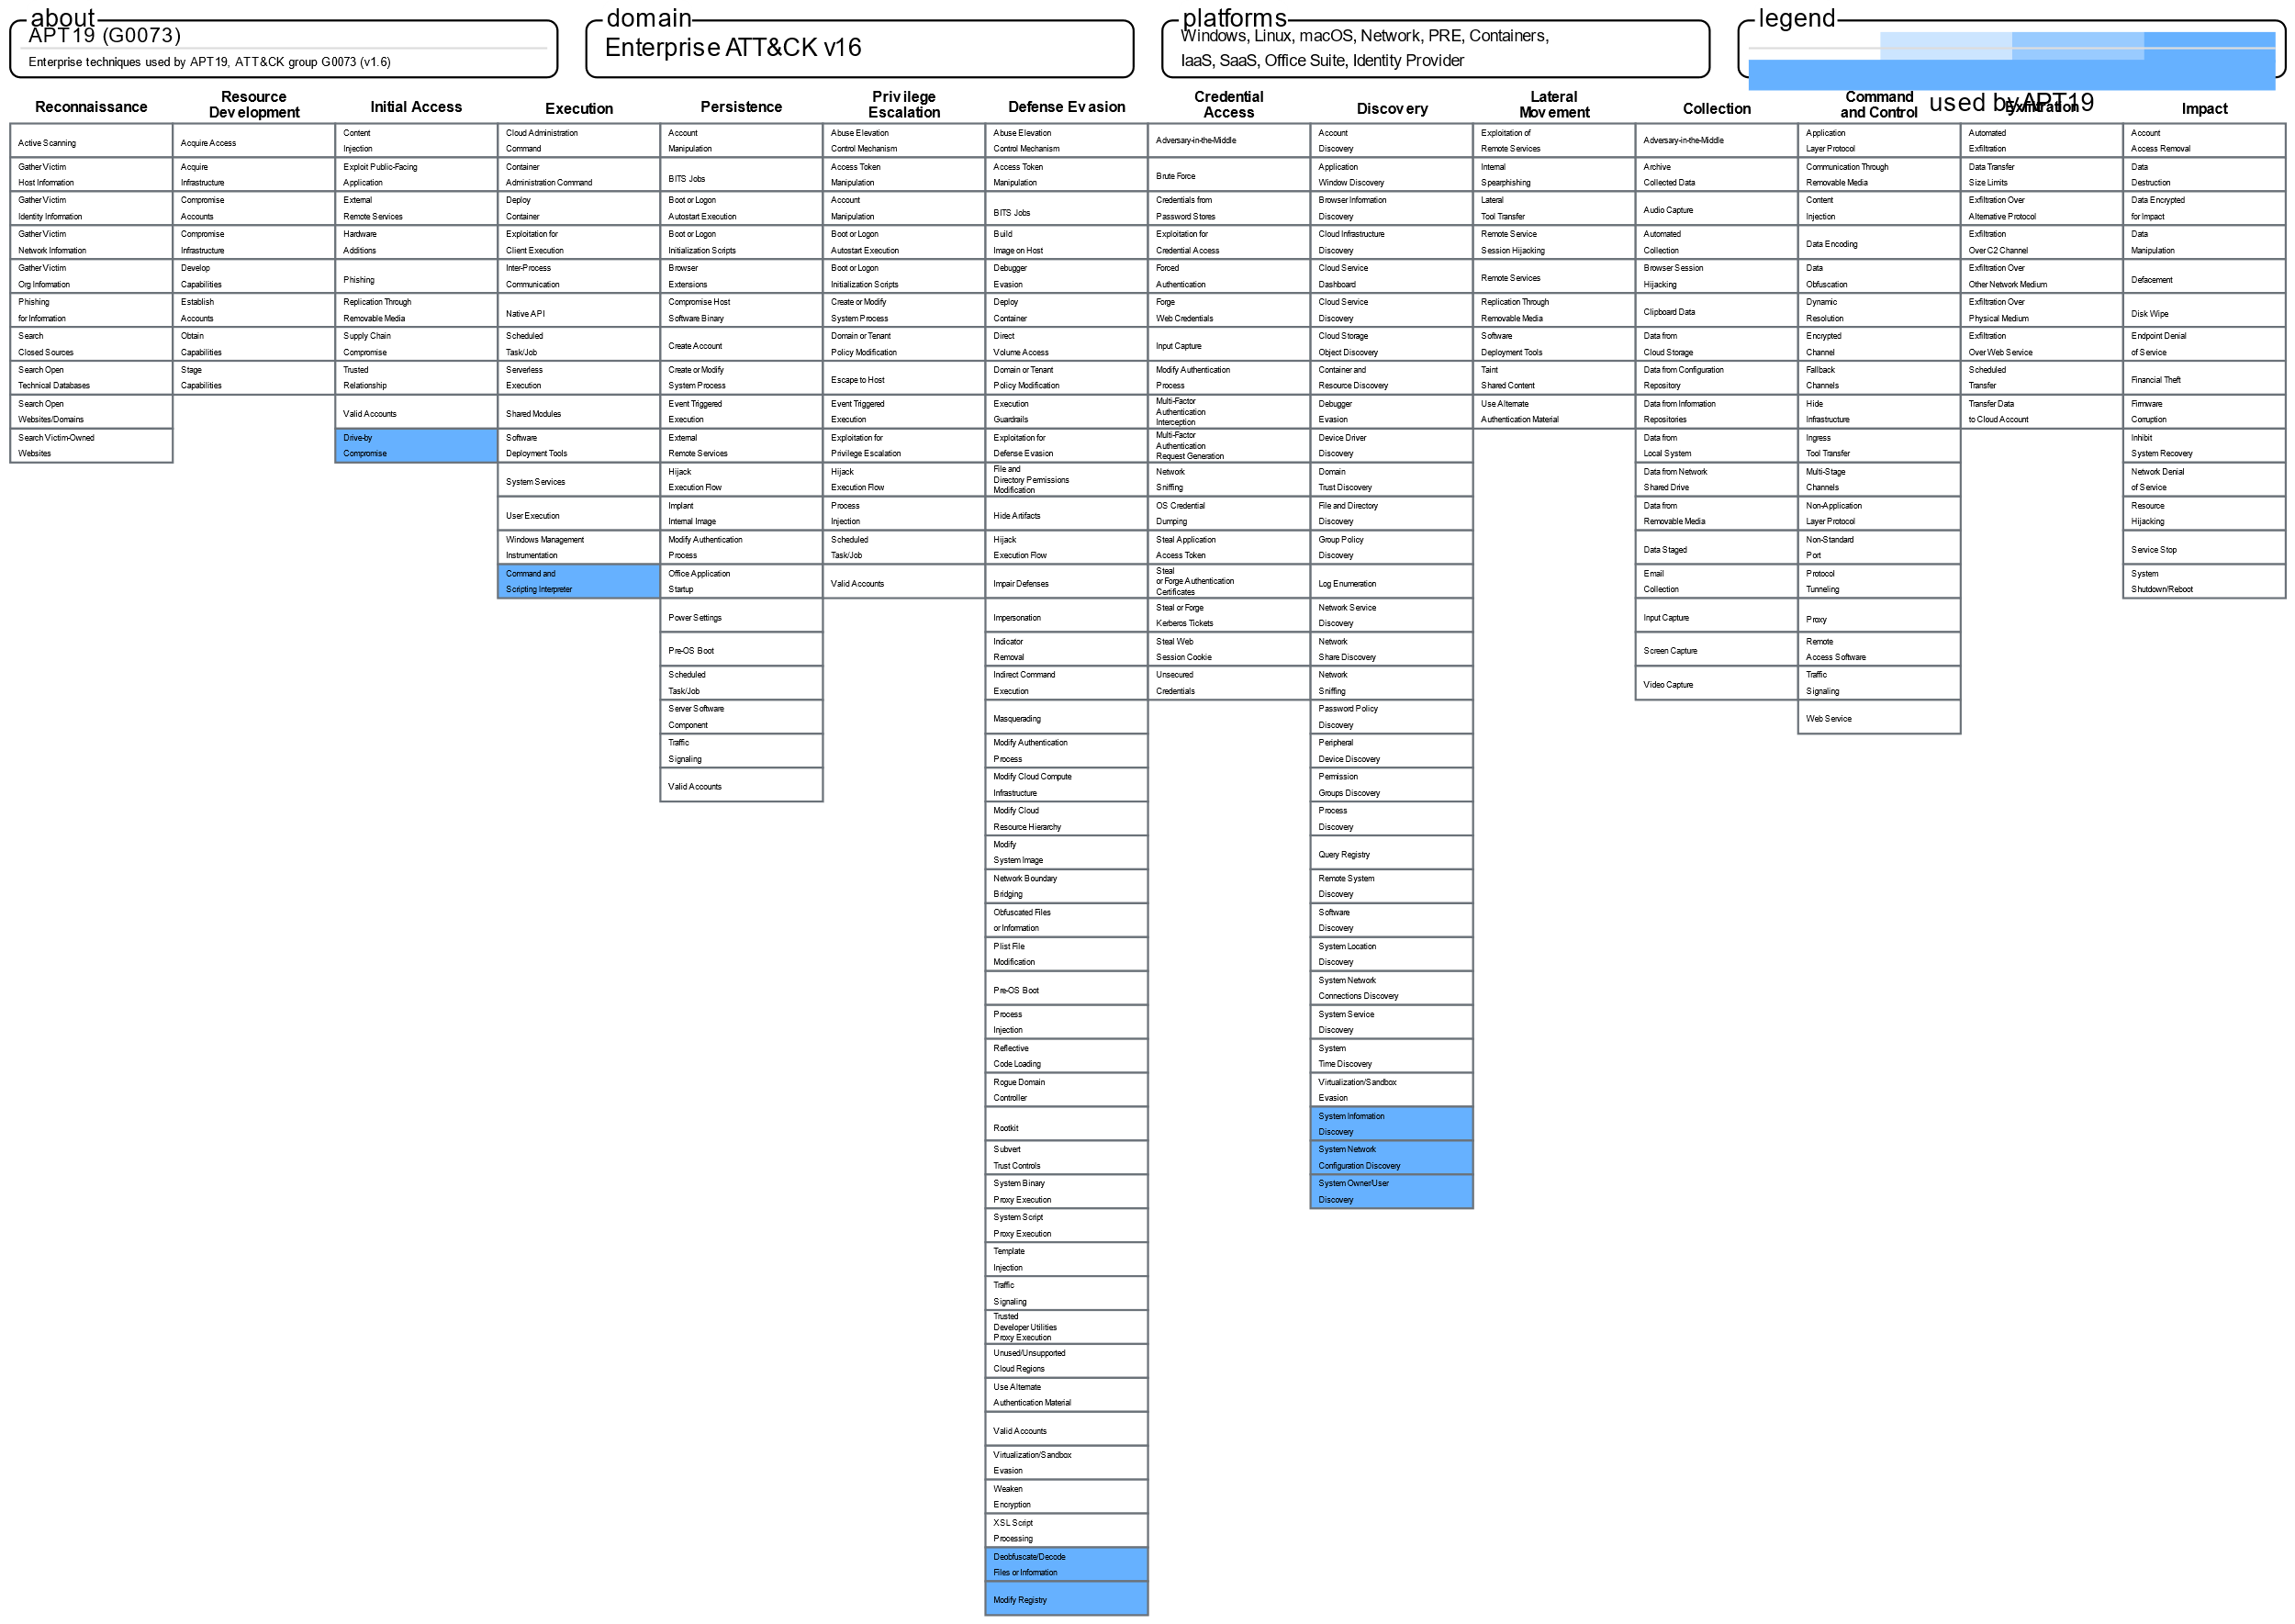 about
APT19 (G0073)
Enterprise techniques used by APT19, ATT&CK group G0073 (v1.6)
domain
Enterprise ATT&CK v16
platforms
Windows, Linux, macOS, Network, PRE, Containers,
IaaS, SaaS, Office Suite, Identity Provider
legend
used by APT19
Reconnaissance
Active Scanning
Gather Victim
Host Information
Gather Victim
Identity Information
Gather Victim
Network Information
Gather Victim
Org Information
Phishing
for Information
Search
Closed Sources
Search Open
Technical Databases
Search Open
Websites/Domains
Search Victim-Owned
Websites
Resource
Development
Acquire Access
Acquire
Infrastructure
Compromise
Accounts
Compromise
Infrastructure
Develop
Capabilities
Establish
Accounts
Obtain
Capabilities
Stage
Capabilities
Initial Access
Content
Injection
Exploit Public-Facing
Application
External
Remote Services
Hardware
Additions
Phishing
Replication Through
Removable Media
Supply Chain
Compromise
Trusted
Relationship
Valid Accounts
Drive-by
Compromise
Execution
Cloud Administration
Command
Container
Administration Command
Deploy
Container
Exploitation for
Client Execution
Inter-Process
Communication
Native API
Scheduled
Task/Job
Serverless
Execution
Shared Modules
Software
Deployment Tools
System Services
User Execution
Windows Management
Instrumentation
Command and
Scripting Interpreter
Persistence
Account
Manipulation
BITS Jobs
Boot or Logon
Autostart Execution
Boot or Logon
Initialization Scripts
Browser
Extensions
Compromise Host
Software Binary
Create Account
Create or Modify
System Process
Event Triggered
Execution
External
Remote Services
Hijack
Execution Flow
Implant
Internal Image
Modify Authentication
Process
Office Application
Startup
Power Settings
Pre-OS Boot
Scheduled
Task/Job
Server Software
Component
Traffic
Signaling
Valid Accounts
Privilege
Escalation
Abuse Elevation
Control Mechanism
Access Token
Manipulation
Account
Manipulation
Boot or Logon
Autostart Execution
Boot or Logon
Initialization Scripts
Create or Modify
System Process
Domain or Tenant
Policy Modification
Escape to Host
Event Triggered
Execution
Exploitation for
Privilege Escalation
Hijack
Execution Flow
Process
Injection
Scheduled
Task/Job
Valid Accounts
Defense Evasion
Abuse Elevation
Control Mechanism
Access Token
Manipulation
BITS Jobs
Build
Image on Host
Debugger
Evasion
Deploy
Container
Direct
Volume Access
Domain or Tenant
Policy Modification
Execution
Guardrails
Exploitation for
Defense Evasion
File and
Directory Permissions
Modification
Hide Artifacts
Hijack
Execution Flow
Impair Defenses
Impersonation
Indicator
Removal
Indirect Command
Execution
Masquerading
Modify Authentication
Process
Modify Cloud Compute
Infrastructure
Modify Cloud
Resource Hierarchy
Modify
System Image
Network Boundary
Bridging
Obfuscated Files
or Information
Plist File
Modification
Pre-OS Boot
Process
Injection
Reflective
Code Loading
Rogue Domain
Controller
Rootkit
Subvert
Trust Controls
System Binary
Proxy Execution
System Script
Proxy Execution
Template
Injection
Traffic
Signaling
Trusted
Developer Utilities
Proxy Execution
Unused/Unsupported
Cloud Regions
Use Alternate
Authentication Material
Valid Accounts
Virtualization/Sandbox
Evasion
Weaken
Encryption
XSL Script
Processing
Deobfuscate/Decode
Files or Information
Modify Registry
Credential
Access
Adversary-in-the-Middle
Brute Force
Credentials from
Password Stores
Exploitation for
Credential Access
Forced
Authentication
Forge
Web Credentials
Input Capture
Modify Authentication
Process
Multi-Factor
Authentication
Interception
Multi-Factor
Authentication
Request Generation
Network
Sniffing
OS Credential
Dumping
Steal Application
Access Token
Steal
or Forge Authentication
Certificates
Steal or Forge
Kerberos Tickets
Steal Web
Session Cookie
Unsecured
Credentials
Discovery
Account
Discovery
Application
Window Discovery
Browser Information
Discovery
Cloud Infrastructure
Discovery
Cloud Service
Dashboard
Cloud Service
Discovery
Cloud Storage
Object Discovery
Container and
Resource Discovery
Debugger
Evasion
Device Driver
Discovery
Domain
Trust Discovery
File and Directory
Discovery
Group Policy
Discovery
Log Enumeration
Network Service
Discovery
Network
Share Discovery
Network
Sniffing
Password Policy
Discovery
Peripheral
Device Discovery
Permission
Groups Discovery
Process
Discovery
Query Registry
Remote System
Discovery
Software
Discovery
System Location
Discovery
System Network
Connections Discovery
System Service
Discovery
System
Time Discovery
Virtualization/Sandbox
Evasion
System Information
Discovery
System Network
Configuration Discovery
System Owner/User
Discovery
Lateral
Movement
Exploitation of
Remote Services
Internal
Spearphishing
Lateral
Tool Transfer
Remote Service
Session Hijacking
Remote Services
Replication Through
Removable Media
Software
Deployment Tools
Taint
Shared Content
Use Alternate
Authentication Material
Collection
Adversary-in-the-Middle
Archive
Collected Data
Audio Capture
Automated
Collection
Browser Session
Hijacking
Clipboard Data
Data from
Cloud Storage
Data from Configuration
Repository
Data from Information
Repositories
Data from
Local System
Data from Network
Shared Drive
Data from
Removable Media
Data Staged
Email
Collection
Input Capture
Screen Capture
Video Capture
Command
and Control
Application
Layer Protocol
Communication Through
Removable Media
Content
Injection
Data Encoding
Data
Obfuscation
Dynamic
Resolution
Encrypted
Channel
Fallback
Channels
Hide
Infrastructure
Ingress
Tool Transfer
Multi-Stage
Channels
Non-Application
Layer Protocol
Non-Standard
Port
Protocol
Tunneling
Proxy
Remote
Access Software
Traffic
Signaling
Web Service
Exfiltration
Automated
Exfiltration
Data Transfer
Size Limits
Exfiltration Over
Alternative Protocol
Exfiltration
Over C2 Channel
Exfiltration Over
Other Network Medium
Exfiltration Over
Physical Medium
Exfiltration
Over Web Service
Scheduled
Transfer
Transfer Data
to Cloud Account
Impact
Account
Access Removal
Data
Destruction
Data Encrypted
for Impact
Data
Manipulation
Defacement
Disk Wipe
Endpoint Denial
of Service
Financial Theft
Firmware
Corruption
Inhibit
System Recovery
Network Denial
of Service
Resource
Hijacking
Service Stop
System
Shutdown/Reboot